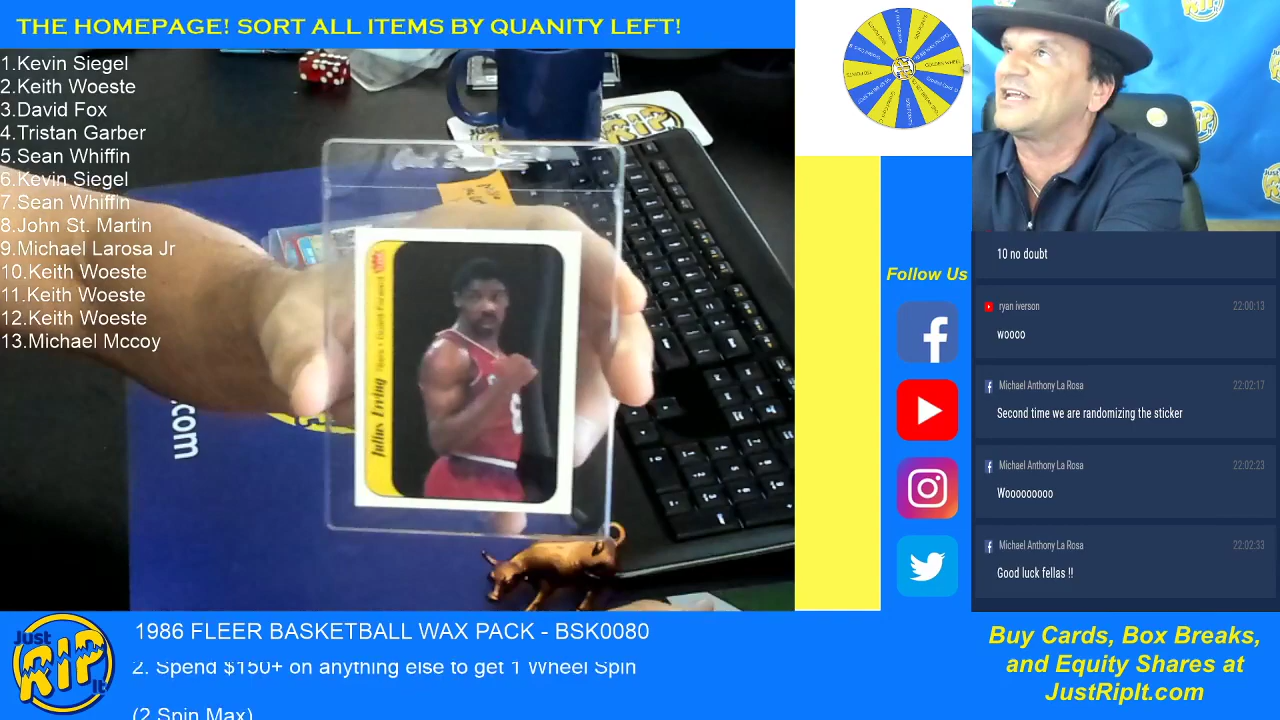 THE HOMEPAGE! SORT ALL ITEMS BY QUANITY LEFT!
1.Kevin Siegel
2.Keith Woeste
3.David Fox
4.Tristan Garber
5.Sean Whiffin
6.Kevin Siegel
7.Sean Whiffin
8.John St. Martin
9.Michael Larosa Jr
10.Keith Woeste
11.Keith Woeste
12.Keith Woeste
13.Michael Mccoy
.com
Julius Erving
Follow Us
10 no doubt
ryan iverson 22:00:13
woooo
Michael Anthony La Rosa 22:02:17
Second time we are randomizing the sticker
Michael Anthony La Rosa 22:02:23
Wooooooooo
Michael Anthony La Rosa 22:02:33
Good luck fellas !!
Just RIP It
1986 FLEER BASKETBALL WAX PACK - BSK0080
2. Spend $150+ on anything else to get 1 Wheel Spin
(2 Spin Max)
Buy Cards, Box Breaks,
and Equity Shares at
JustRipIt.com